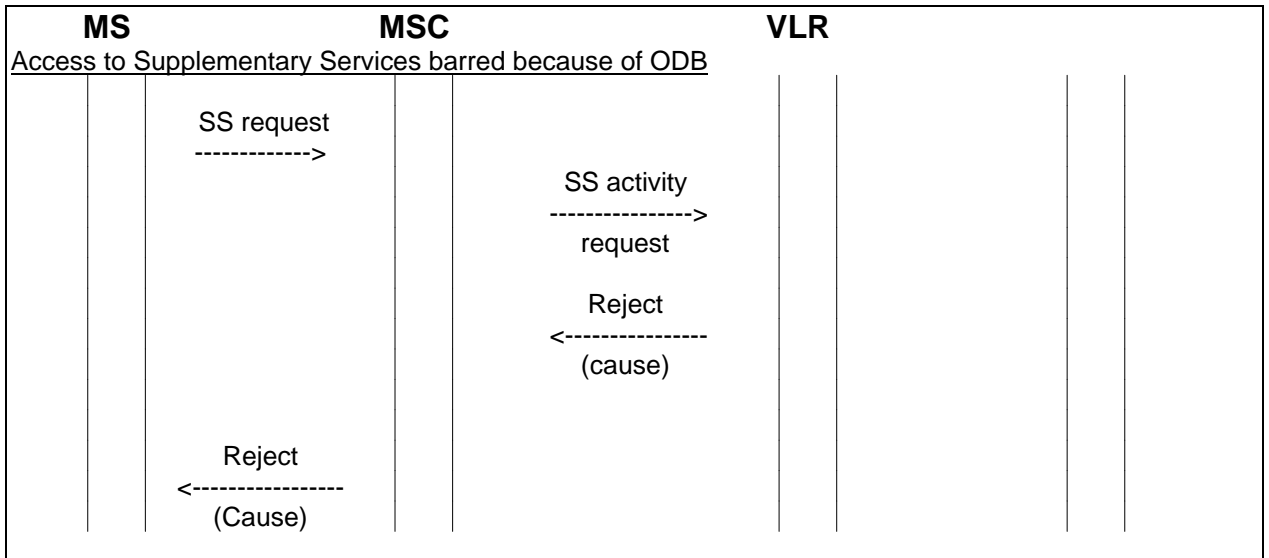 MS MSC VLR
Access to Supplementary Services barred because of ODB
SS request
------------->
SS activity
---------------->
request
Reject
<----------------
(cause)
Reject
<-----------------
(Cause)